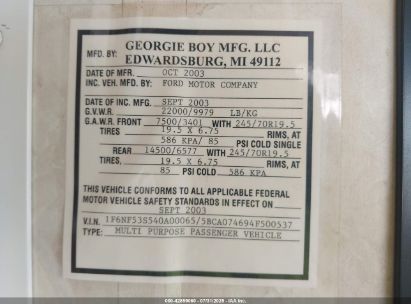 MFD. BY: GEORGIE BOY MFG. LLC
EDWARDSBURG, MI 49112
DATE OF MFR. OCT 2003
INC. VEH. MFD. BY: FORD MOTOR COMPANY
DATE OF INC. MFG. SEPT 2003
G.V.W.R. 22000/9979 LB/KG
G.A.W.R. FRONT 7500/3401 WITH 245/70R19.5
TIRES 19.5 X 6.75 RIMS, AT
586 KPA/ 85 PSI COLD SINGLE
REAR 14500/6577 WITH 245/70R19.5
TIRES, 19.5 X 6.75 RIMS, AT
85 PSI COLD 586 KPA
THIS VEHICLE CONFORMS TO ALL APPLICABLE FEDERAL
MOTOR VEHICLE SAFETY STANDARDS IN EFFECT ON
SEPT 2003
V.I.N. 1F6NF53S540A00065/5BCA074694F500537
TYPE: MULTI PURPOSE PASSENGER VEHICLE